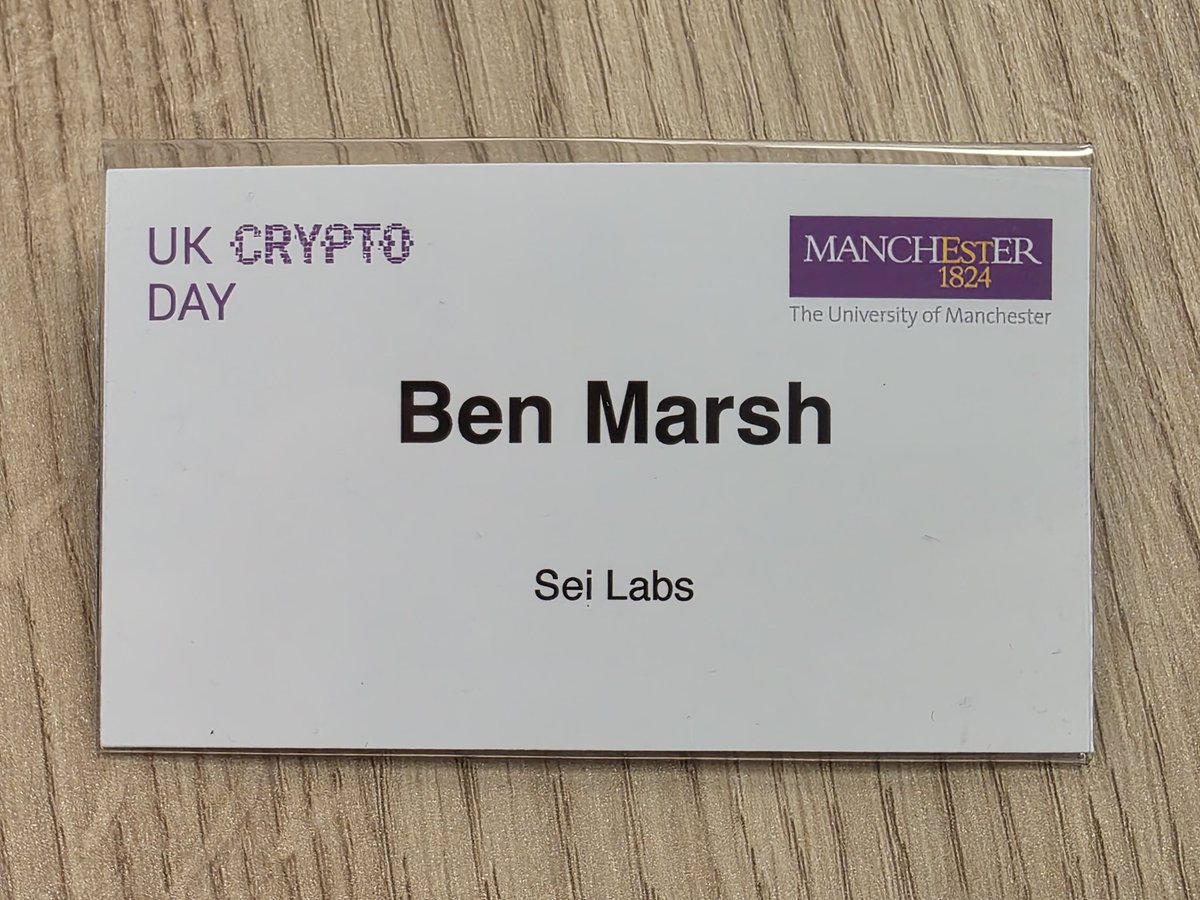 UK CRYPTO
DAY
MANCHESTER
1824
The University of Manchester
Ben Marsh
Sei Labs